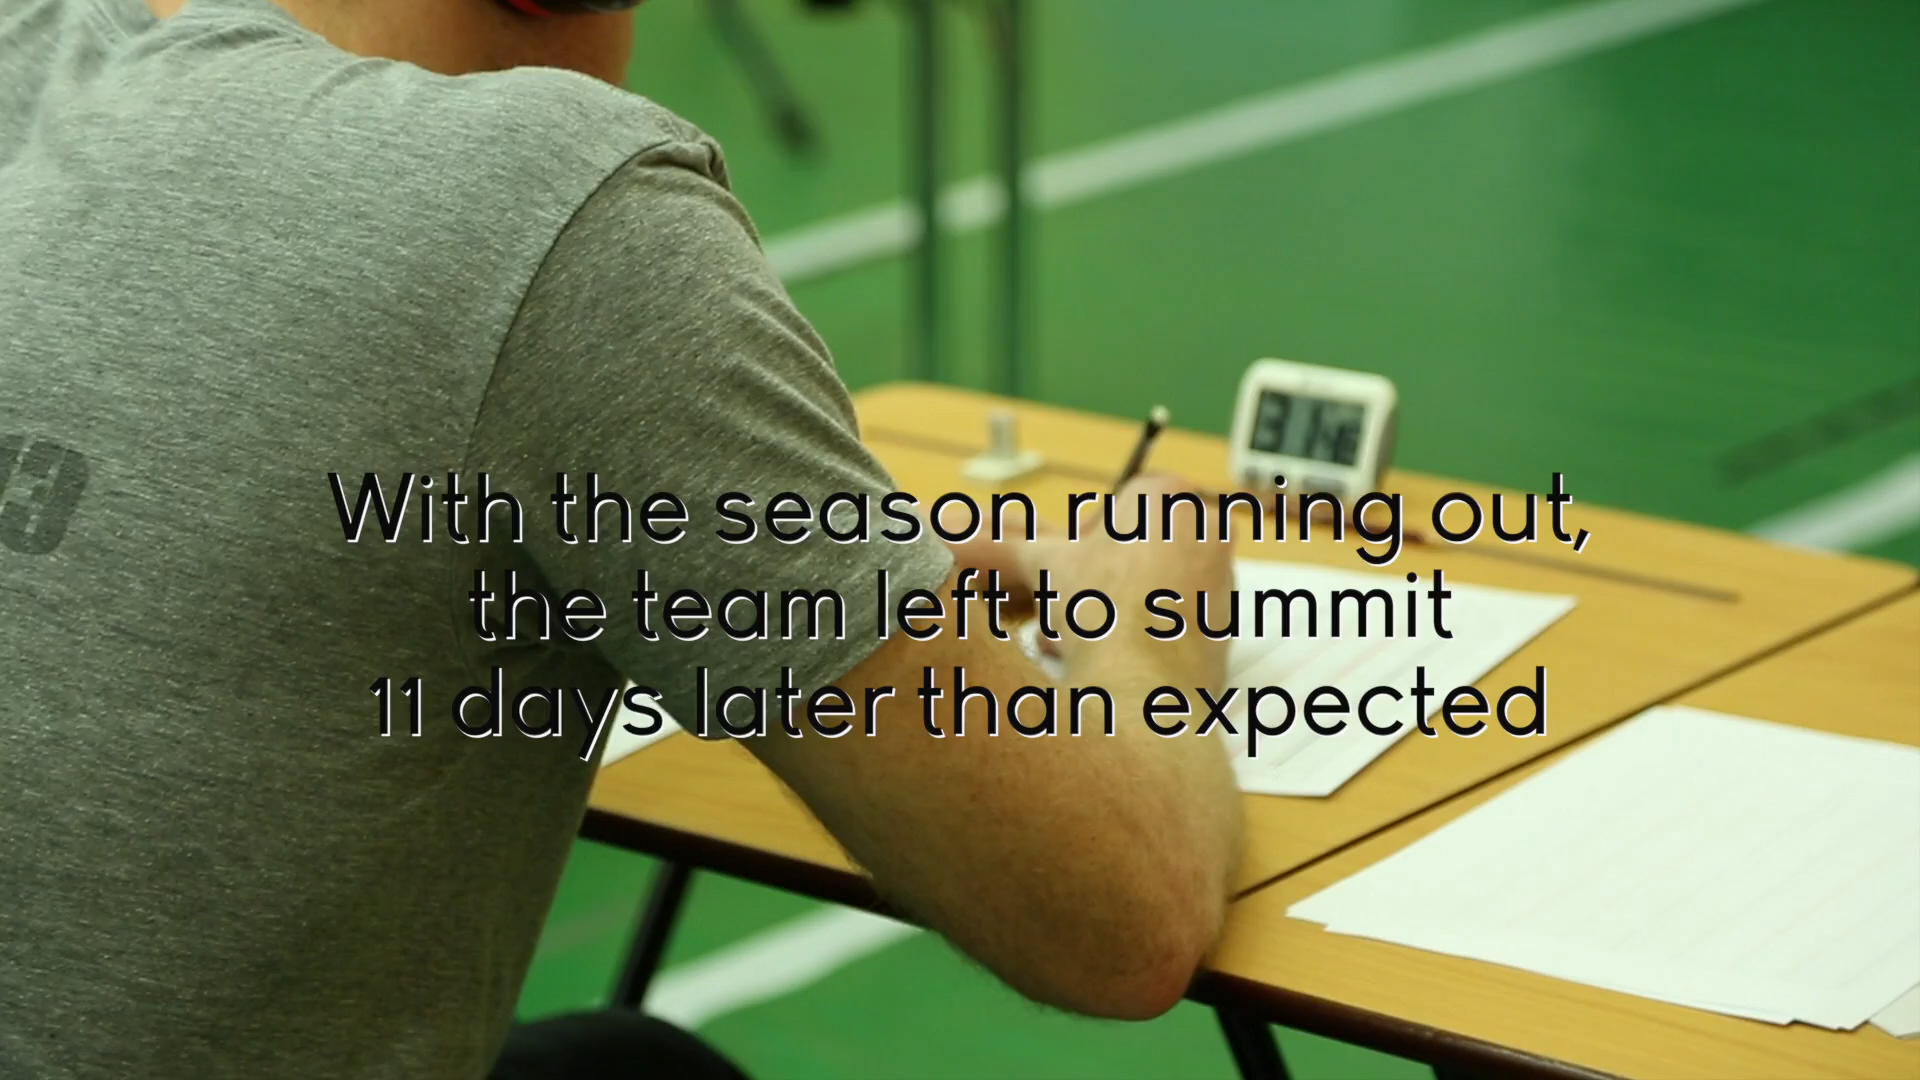 With the season running out,
the team left to summit
11 days later than expected